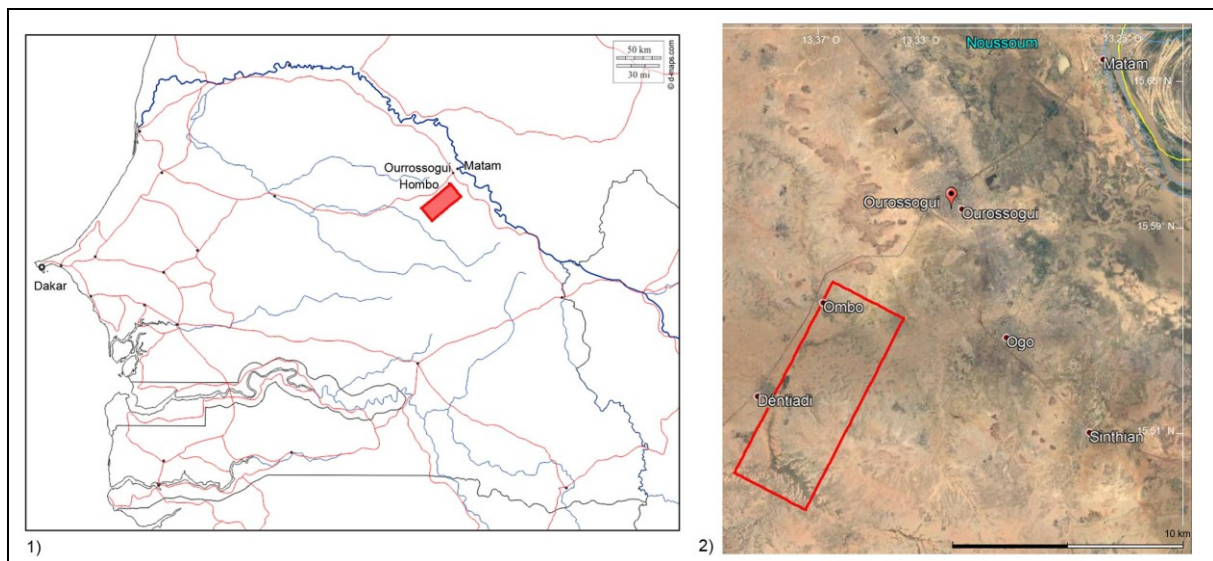 50 km
30 mi
© d-maps.com
Ourrossogui
Matam
Hombo
Dakar
1)
13,37° O
13,33° O
Noussoum
13,25° O
Matam
15,65° N
Ourossogui
Ourossogui
15,59° N
Ombo
Ogo
Dentiadi
Sinthian
15,51° N
10 km
2)